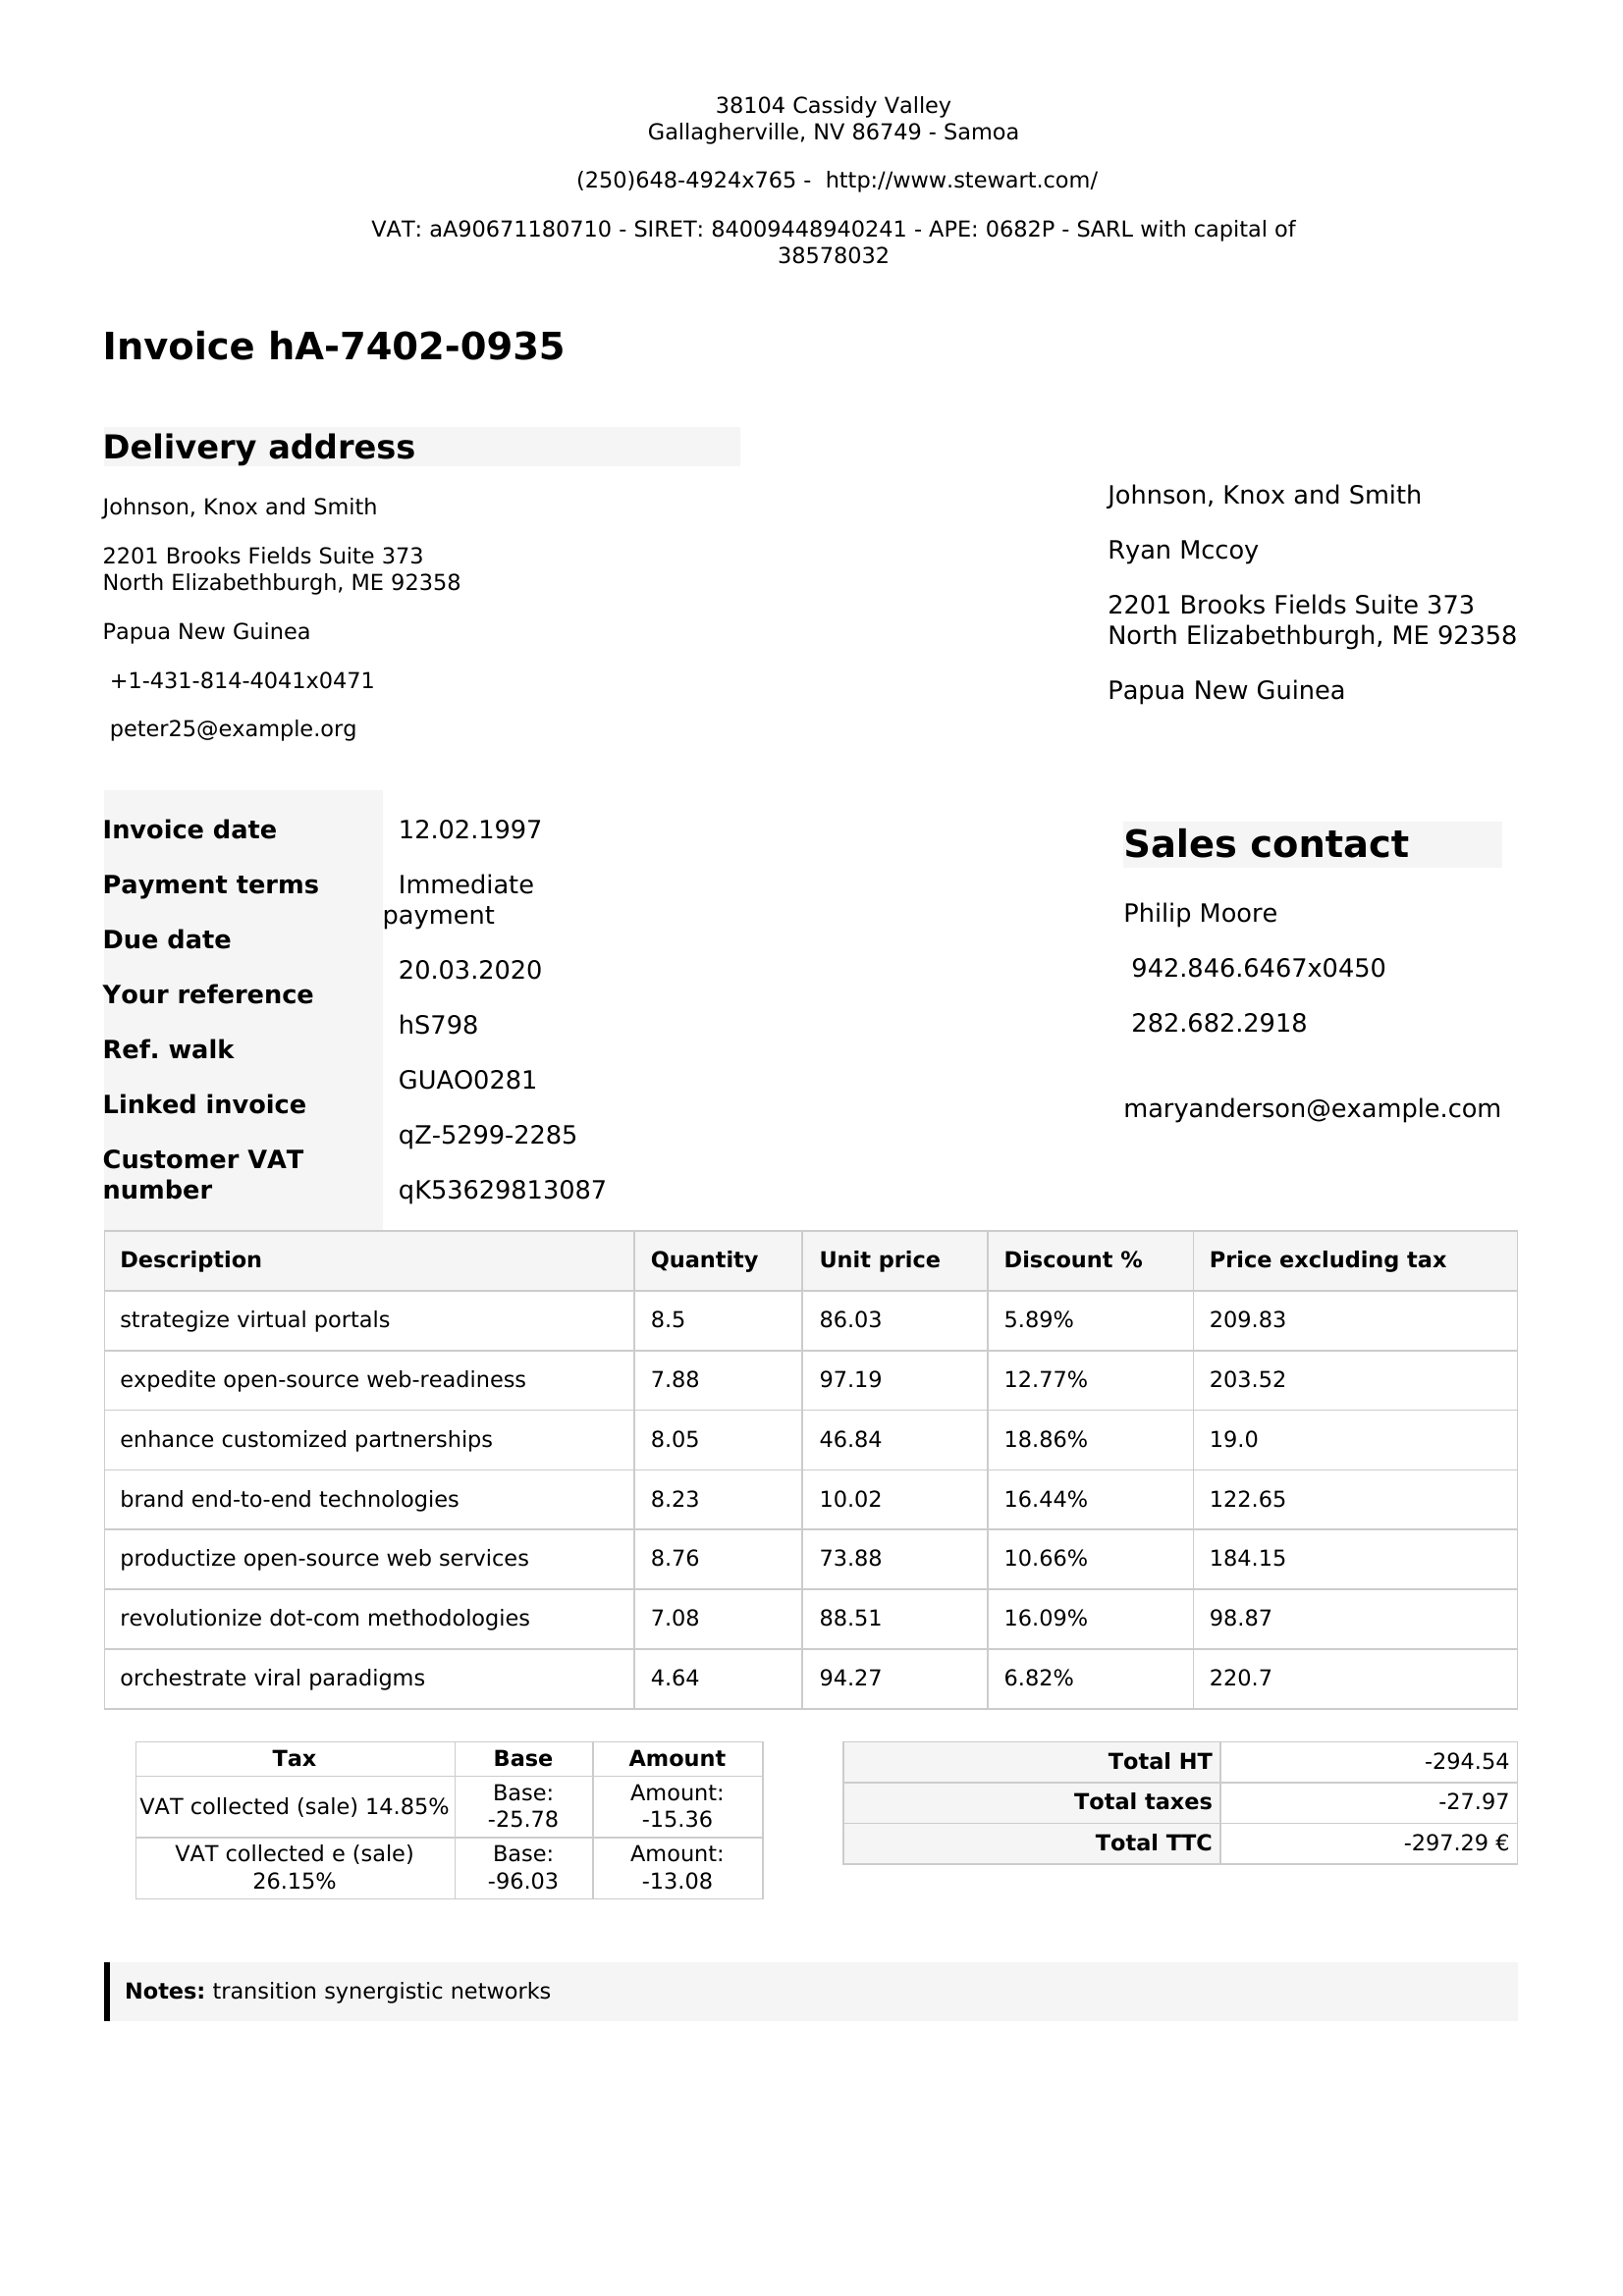 38104 Cassidy Valley
Gallagherville, NV 86749 - Samoa
(250)648-4924x765 -  http://www.stewart.com/
VAT: aA90671180710 - SIRET: 84009448940241 - APE: 0682P - SARL with capital of
38578032
Invoice hA-7402-0935
Delivery address
Johnson, Knox and Smith
2201 Brooks Fields Suite 373
North Elizabethburgh, ME 92358
Papua New Guinea
+1-431-814-4041x0471
peter25@example.org
Johnson, Knox and Smith
Ryan Mccoy
2201 Brooks Fields Suite 373
North Elizabethburgh, ME 92358
Papua New Guinea
Invoice date
Payment terms
Due date
Your reference
Ref. walk
Linked invoice
Customer VAT
number
12.02.1997
Immediate
payment
20.03.2020
hS798
GUAO0281
qZ-5299-2285
qK53629813087
Sales contact
Philip Moore
942.846.6467x0450
282.682.2918
maryanderson@example.com
Description Quantity Unit price Discount % Price excluding tax
strategize virtual portals 8.5 86.03 5.89% 209.83
expedite open-source web-readiness 7.88 97.19 12.77% 203.52
enhance customized partnerships 8.05 46.84 18.86% 19.0
brand end-to-end technologies 8.23 10.02 16.44% 122.65
productize open-source web services 8.76 73.88 10.66% 184.15
revolutionize dot-com methodologies 7.08 88.51 16.09% 98.87
orchestrate viral paradigms 4.64 94.27 6.82% 220.7
Tax Base Amount
VAT collected (sale) 14.85% Base: Amount:
-25.78 -15.36
VAT collected e (sale) Base: Amount:
26.15% -96.03 -13.08
Total HT -294.54
Total taxes -27.97
Total TTC -297.29 €
Notes: transition synergistic networks